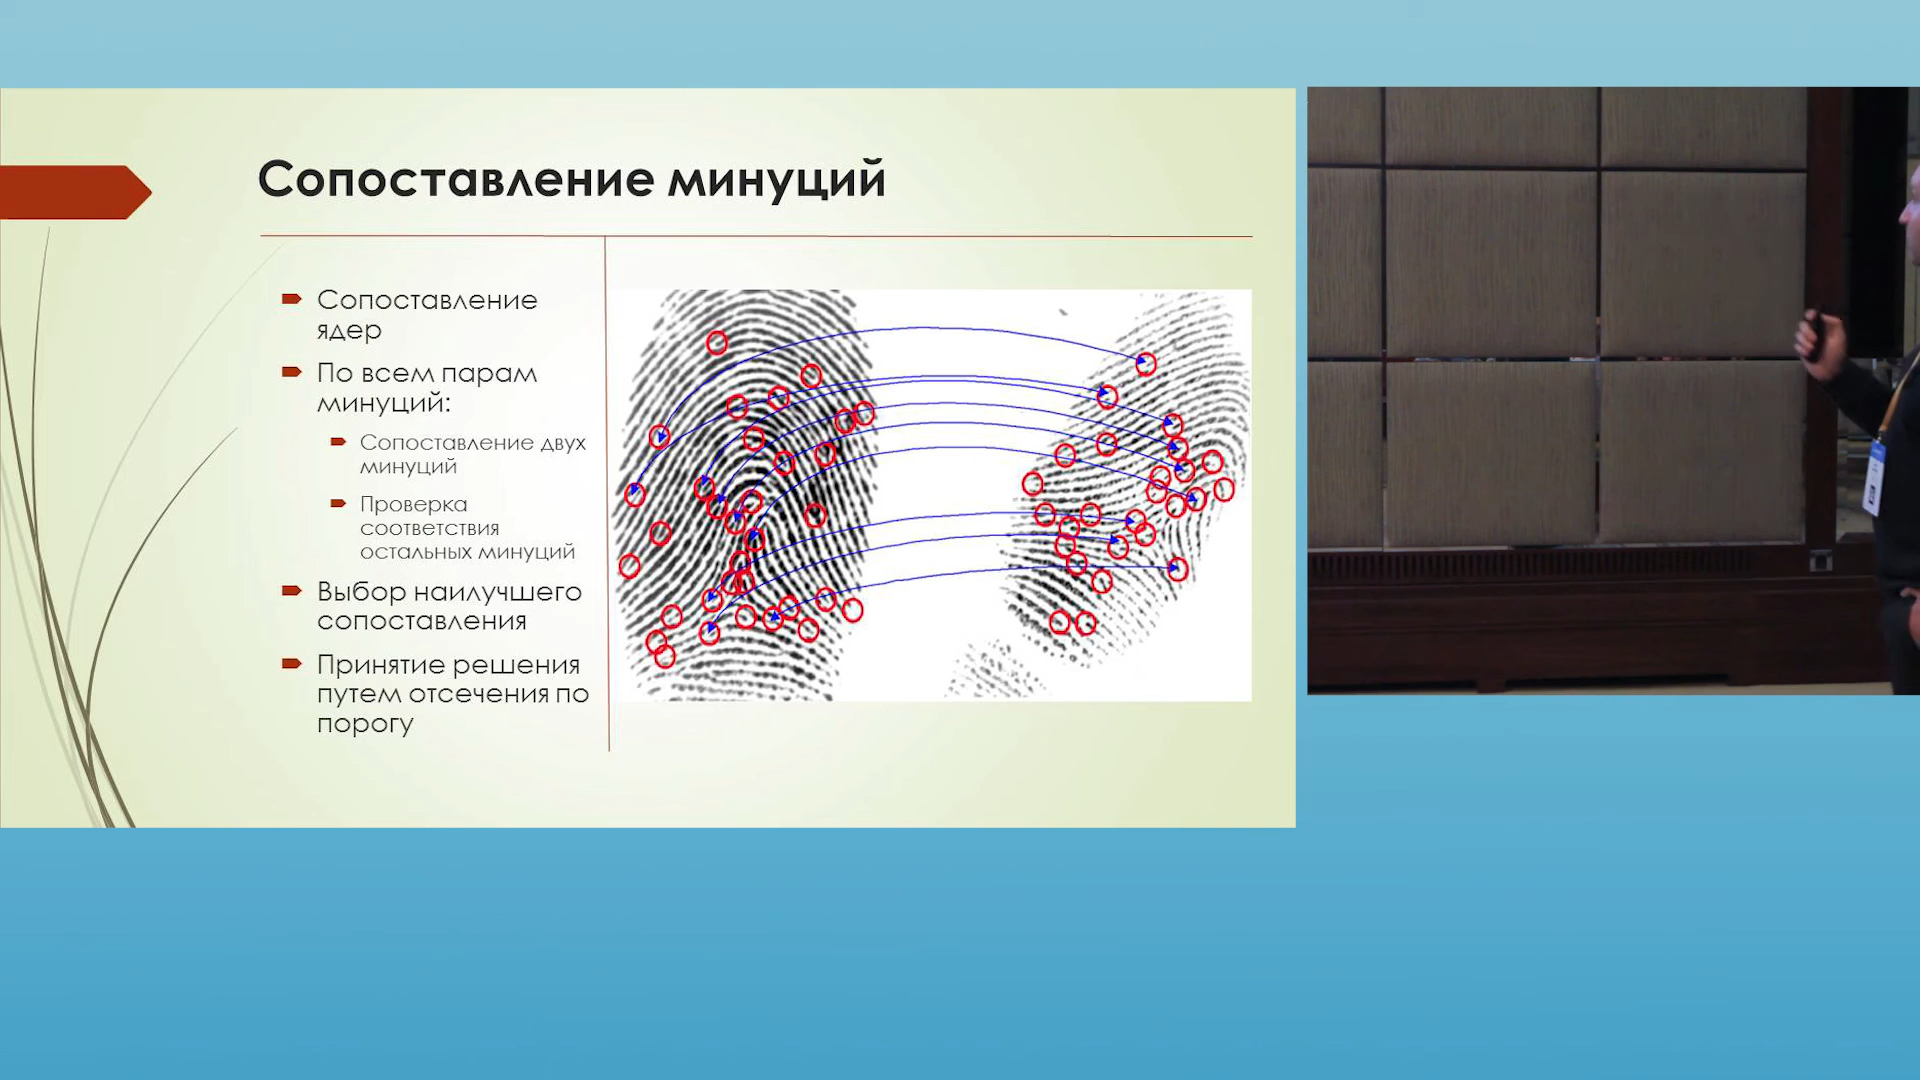 Сопоставление минуций
Сопоставление
ядер
По всем парам
минуций:
Сопоставление двух
минуций
Проверка
соответствия
остальных минуций
Выбор наилучшего
сопоставления
Принятие решения
путем отсечения по
порогу